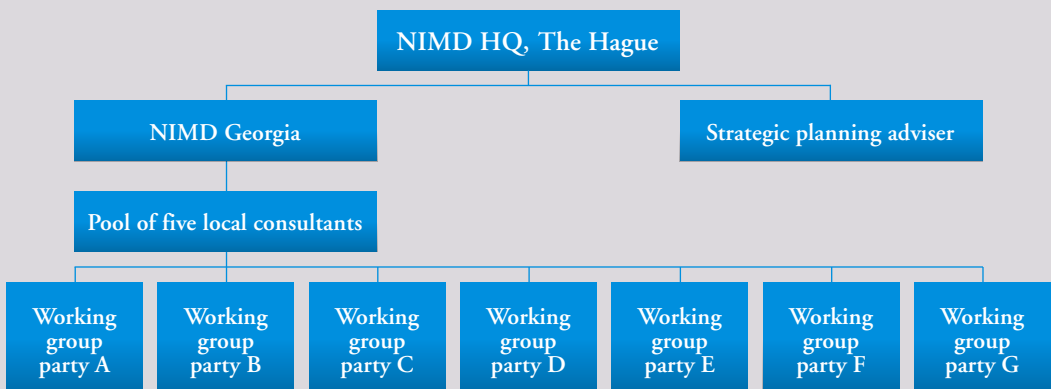 NIMD HQ, The Hague
NIMD Georgia
Strategic planning adviser
Pool of five local consultants
Working
group
party A
Working
group
party B
Working
group
party C
Working
group
party D
Working
group
party E
Working
group
party F
Working
group
party G